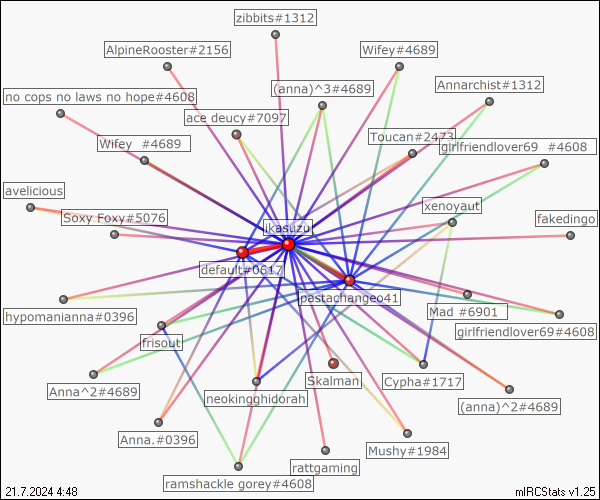 zibbits#1312
AlpineRooster#2156
Wifey#4689
(anna)^3#4689
Annarchist#1312
no cops no laws no hope#4608
ace deucy#7097
Toucan#2473
Wifey  #4689
girlfriendlover69  #4608
avelicious
xenoyaut
Soxy Foxy#5076
fakedingo
ikasuzu
default#0617
pastachangeo41
hypomanianna#0396
Mad #6901
girlfriendlover69#4608
frisout
Anna^2#4689
Skalman
Cypha#1717
neokingghidorah
(anna)^2#4689
Anna.#0396
Mushy#1984
rattgaming
ramshackle gorey#4608
21.7.2024 4:48
mIRCStats v1.25